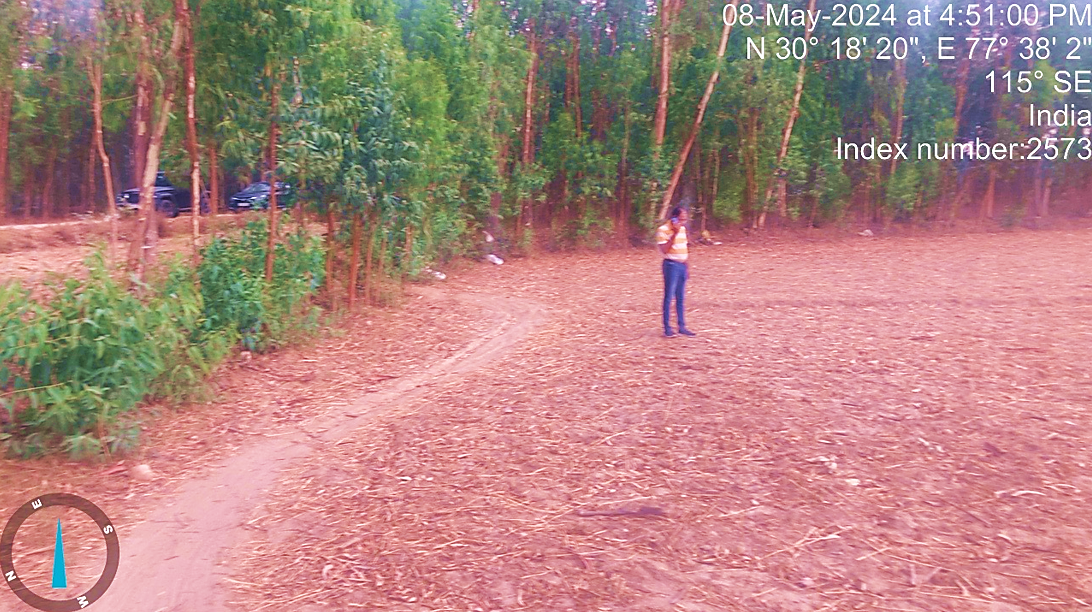 08-May-2024 at 4:51:00 PM
N 30° 18' 20", E 77° 38' 2"
115° SE
India
Index number:2573
E
S
N
W